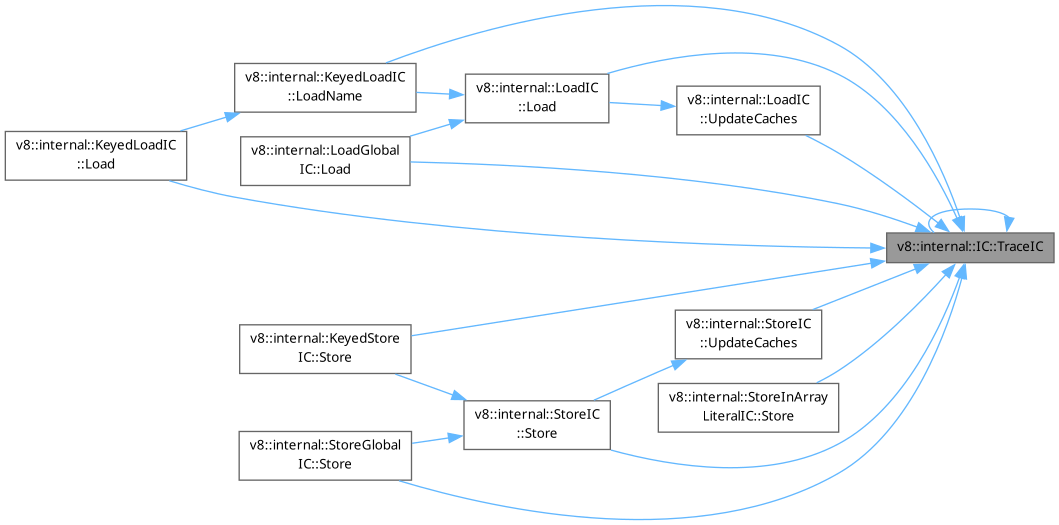 v8::internal::KeyedLoadIC
::LoadName
v8::internal::LoadIC
::Load
v8::internal::LoadIC
::UpdateCaches
v8::internal::KeyedLoadIC
::Load
v8::internal::LoadGlobal
IC::Load
v8::internal::IC::TraceIC
v8::internal::KeyedStore
IC::Store
v8::internal::StoreIC
::UpdateCaches
v8::internal::StoreInArray
LiteralIC::Store
v8::internal::StoreIC
::Store
v8::internal::StoreGlobal
IC::Store